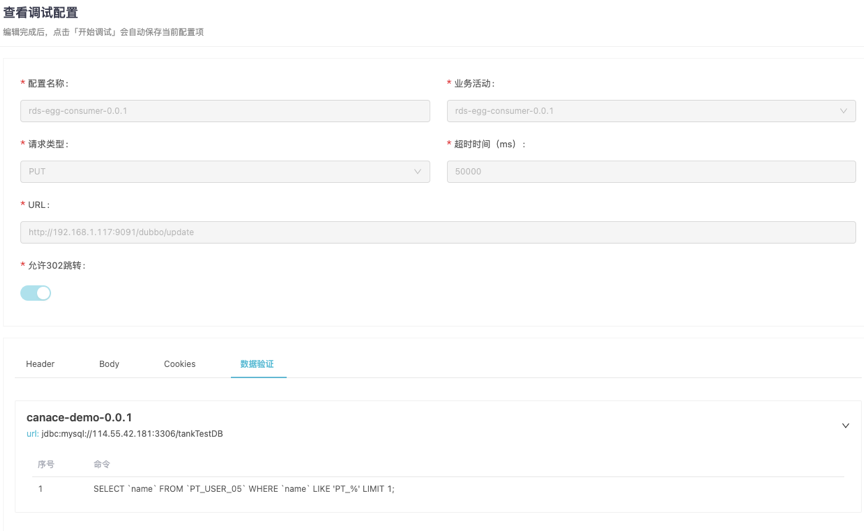 查看调试配置
编辑完成后，点击「开始调试」会自动保存当前配置项
* 配置名称： * 业务活动：
rds-egg-consumer-0.0.1 rds-egg-consumer-0.0.1
* 请求类型： * 超时时间（ms）：
PUT 50000
* URL：
http://192.168.1.117:9091/dubbo/update
* 允许302跳转：
Header Body Cookies 数据验证
canace-demo-0.0.1
url: jdbc:mysql://114.55.42.181:3306/tankTestDB
序号 命令
1 SELECT `name` FROM `PT_USER_05` WHERE `name` LIKE 'PT_%' LIMIT 1;